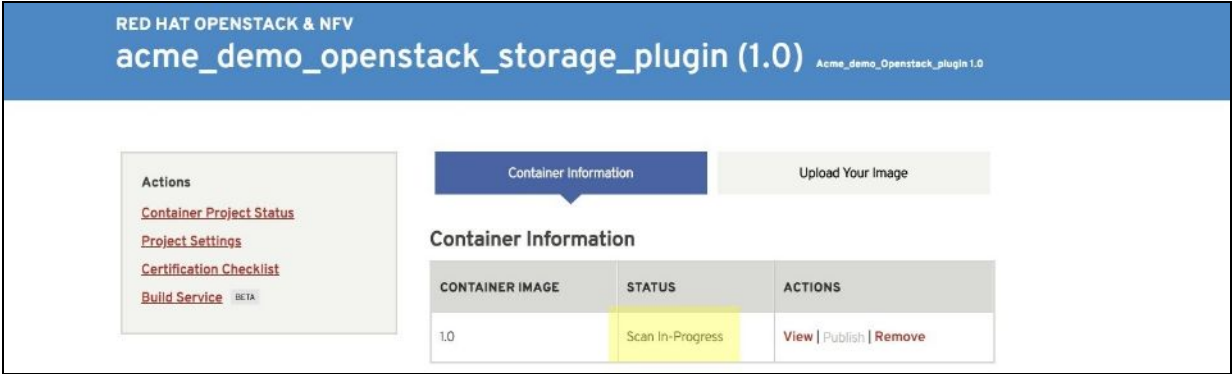 RED HAT OPENSTACK & NFV
acme_demo_openstack_storage_plugin (1.0) Acme_demo_Openstack_plugin 1.0
Actions
Container Project Status
Project Settings
Certification Checklist
Build Service BETA
Container Information Upload Your Image
Container Information
CONTAINER IMAGE STATUS ACTIONS
1.0 Scan In-Progress View | Publish | Remove